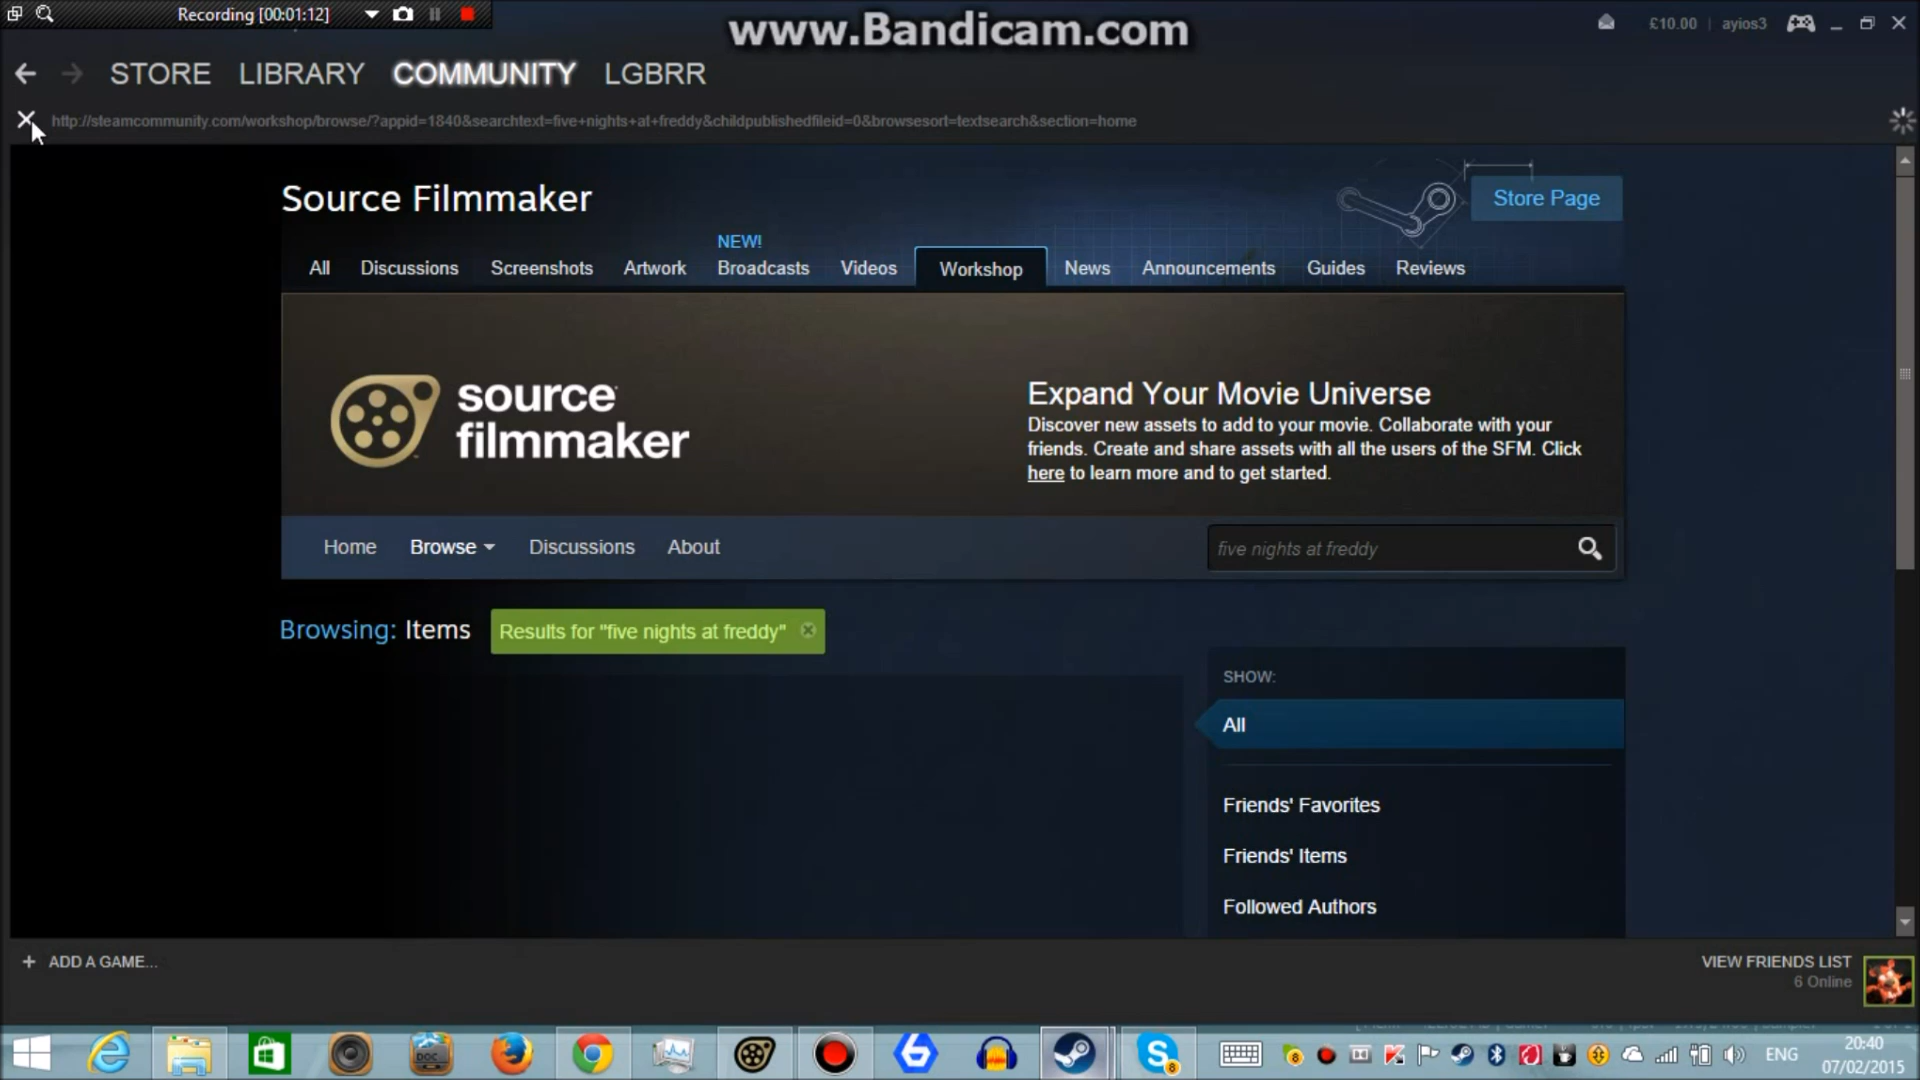 Recording [00:01:12]
www.Bandicam.com
£10.00 | ayios3
STORE LIBRARY COMMUNITY LGBRR
http://steamcommunity.com/workshop/browse/?appid=1840&searchtext=five+nights+at+freddy&childpublishedfileid=0&browsesort=textsearch&section=home
Source Filmmaker
Store Page
NEW!
All Discussions Screenshots Artwork Broadcasts Videos Workshop News Announcements Guides Reviews
source
filmmaker
Expand Your Movie Universe
Discover new assets to add to your movie. Collaborate with your
friends. Create and share assets with all the users of the SFM. Click
here to learn more and to get started.
Home Browse Discussions About
five nights at freddy
Browsing: Items
Results for "five nights at freddy"
SHOW:
All
Friends' Favorites
Friends' Items
Followed Authors
+ ADD A GAME...
VIEW FRIENDS LIST
6 Online
DOC
ENG
20:40
07/02/2015